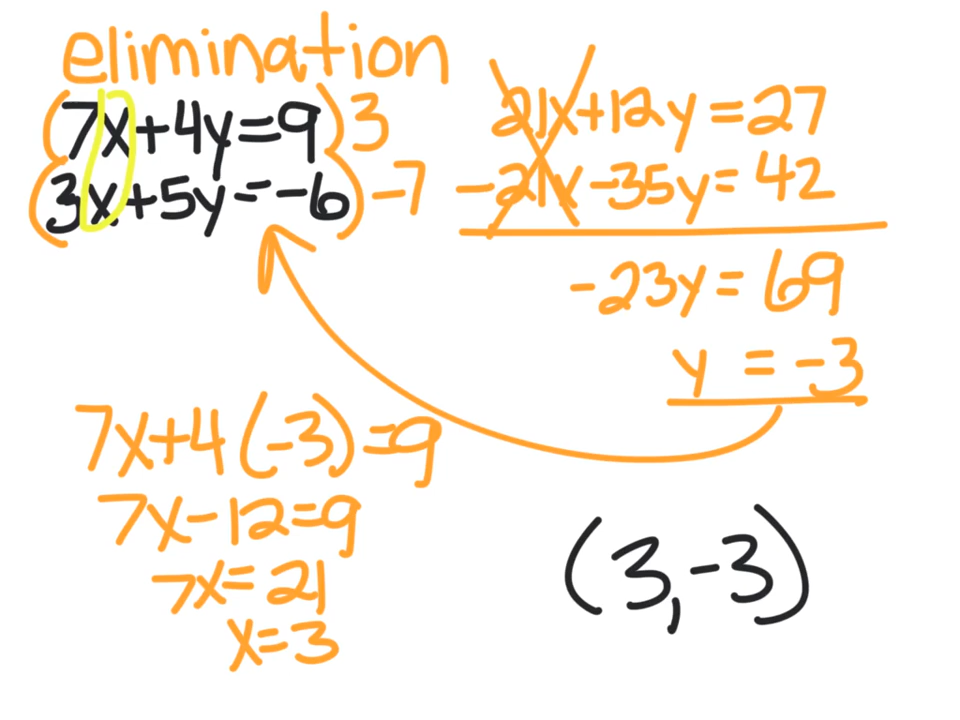 elimination
(7x+4y=9)3
(3x+5y=-6)-7
21x+12y=27
-21x-35y=42
-23y=69
y=-3
7x+4(-3)=9
7x-12=9
7x=21
x=3
(3,-3)